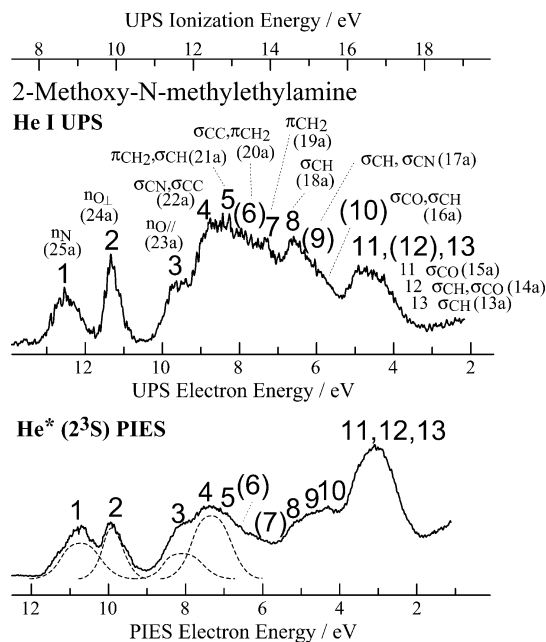 UPS Ionization Energy / eV
8 10 12 14 16 18
2-Methoxy-N-methylethylamine
He I UPS
σCC,πCH2
(20a)
πCH2
(19a)
πCH2,σCH(21a)
σCH
(18a)
σCH, σCN(17a)
σCN,σCC
(22a)
nO⊥
(24a)
nO//
(23a)
nN
(25a)
σCO,σCH
(16a)
1 2 3 4 5 (6) 7 8 (9) (10)
11,(12),13
11 σCO(15a)
12 σCH,σCO(14a)
13 σCH(13a)
12 10 8 6 4 2
UPS Electron Energy / eV
He* (2³S) PIES
1 2 3 4 5 (6) (7) 8 9 10 11,12,13
12 10 8 6 4 2
PIES Electron Energy / eV